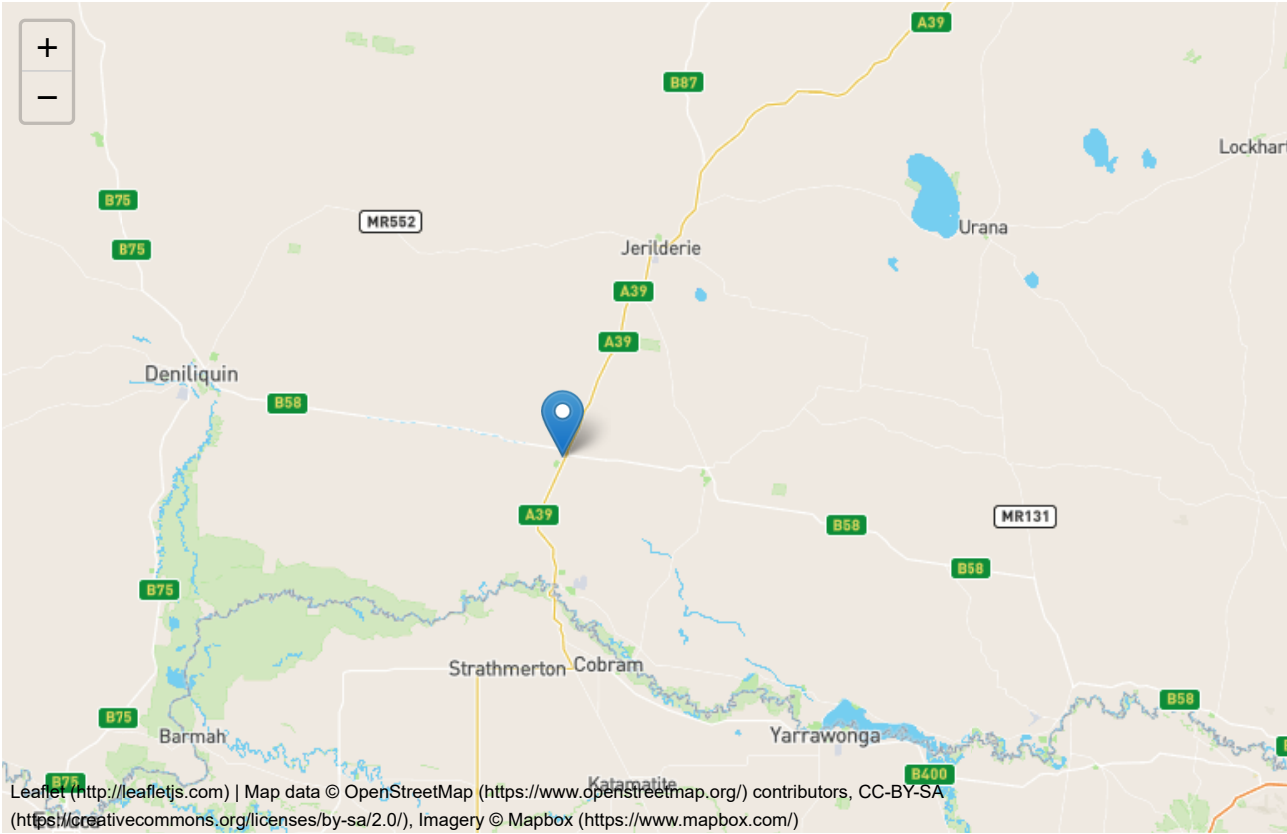 +
−
A39
B87
Lockhart
B75
MR552
Urana
B75
Jerilderie
A39
A39
Deniliquin
B58
A39
MR131
B58
B58
B75
Strathmerton
Cobram
B58
B75
Barmah
Yarrawonga
B400
B75
Katamatite
Leaflet (http://leafletjs.com) | Map data © OpenStreetMap (https://www.openstreetmap.org/) contributors, CC-BY-SA
(https://creativecommons.org/licenses/by-sa/2.0/), Imagery © Mapbox (https://www.mapbox.com/)
Echuca